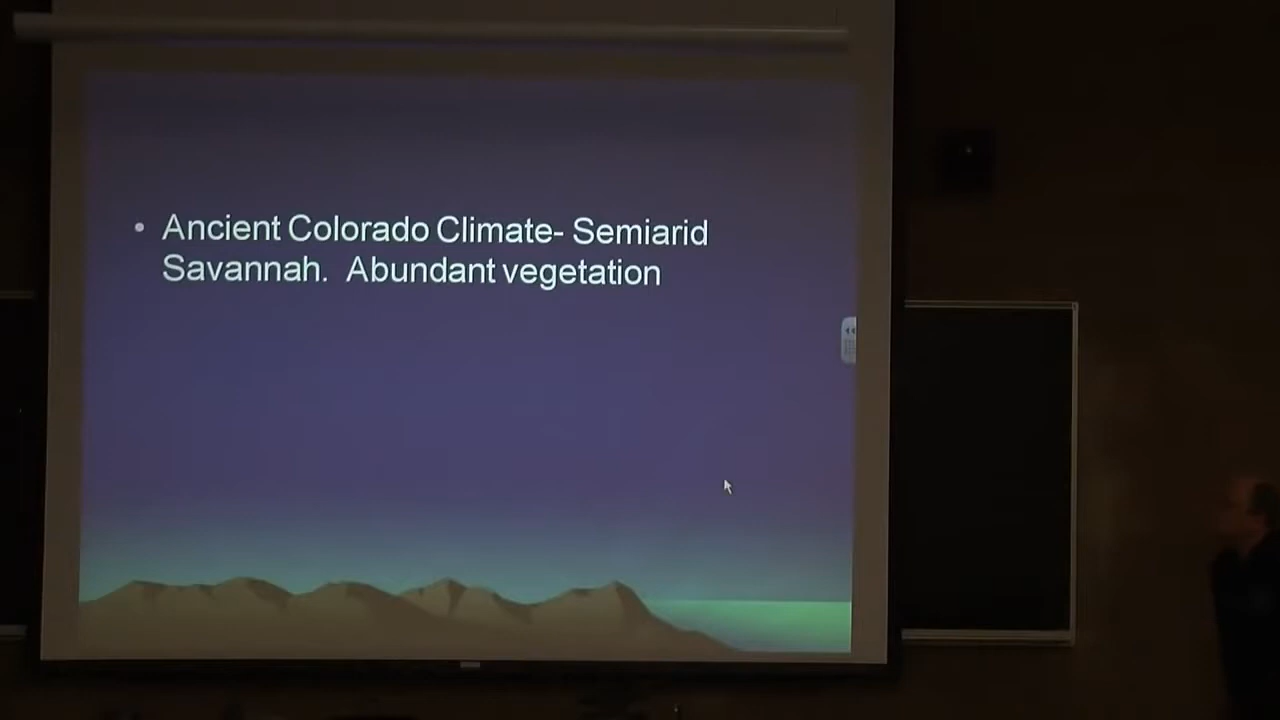 • Ancient Colorado Climate- Semiarid
Savannah. Abundant vegetation